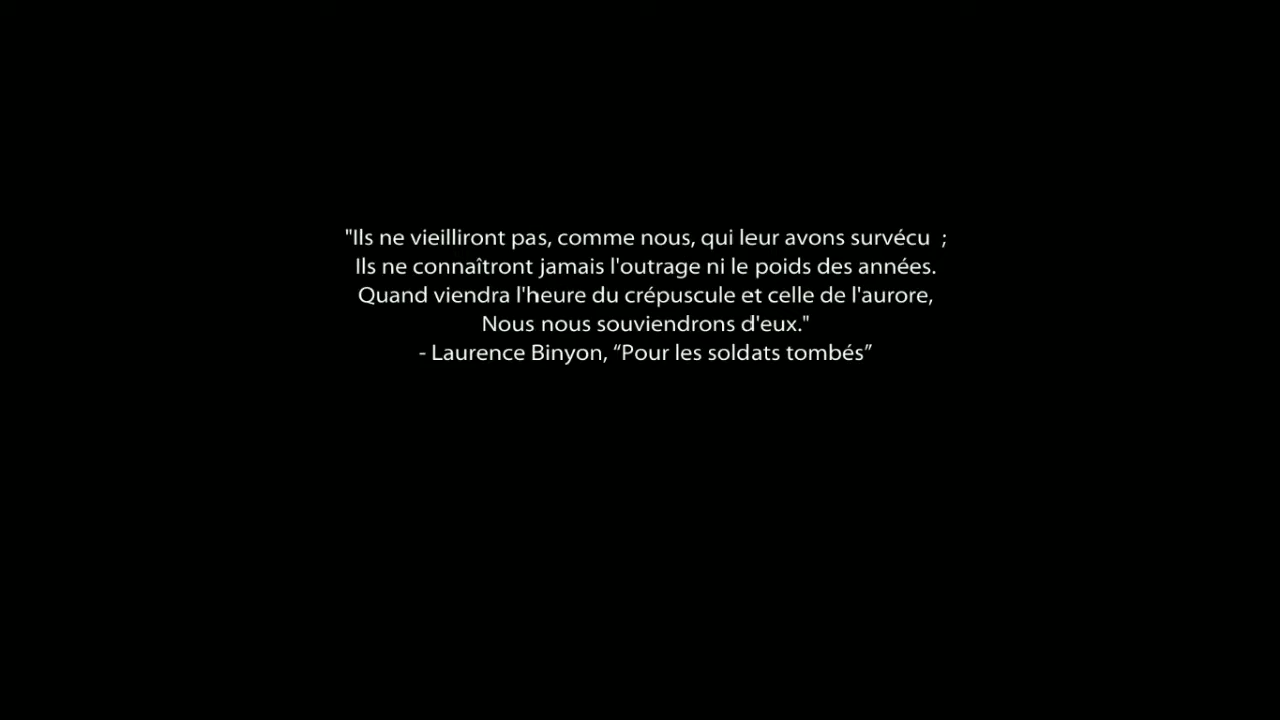 "Ils ne vieilliront pas, comme nous, qui leur avons survécu  ;
Ils ne connaîtront jamais l'outrage ni le poids des années.
Quand viendra l'heure du crépuscule et celle de l'aurore,
Nous nous souviendrons d'eux."
- Laurence Binyon, “Pour les soldats tombés”